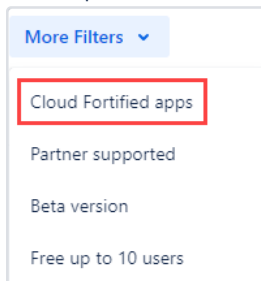 More Filters
Cloud Fortified apps
Partner supported
Beta version
Free up to 10 users